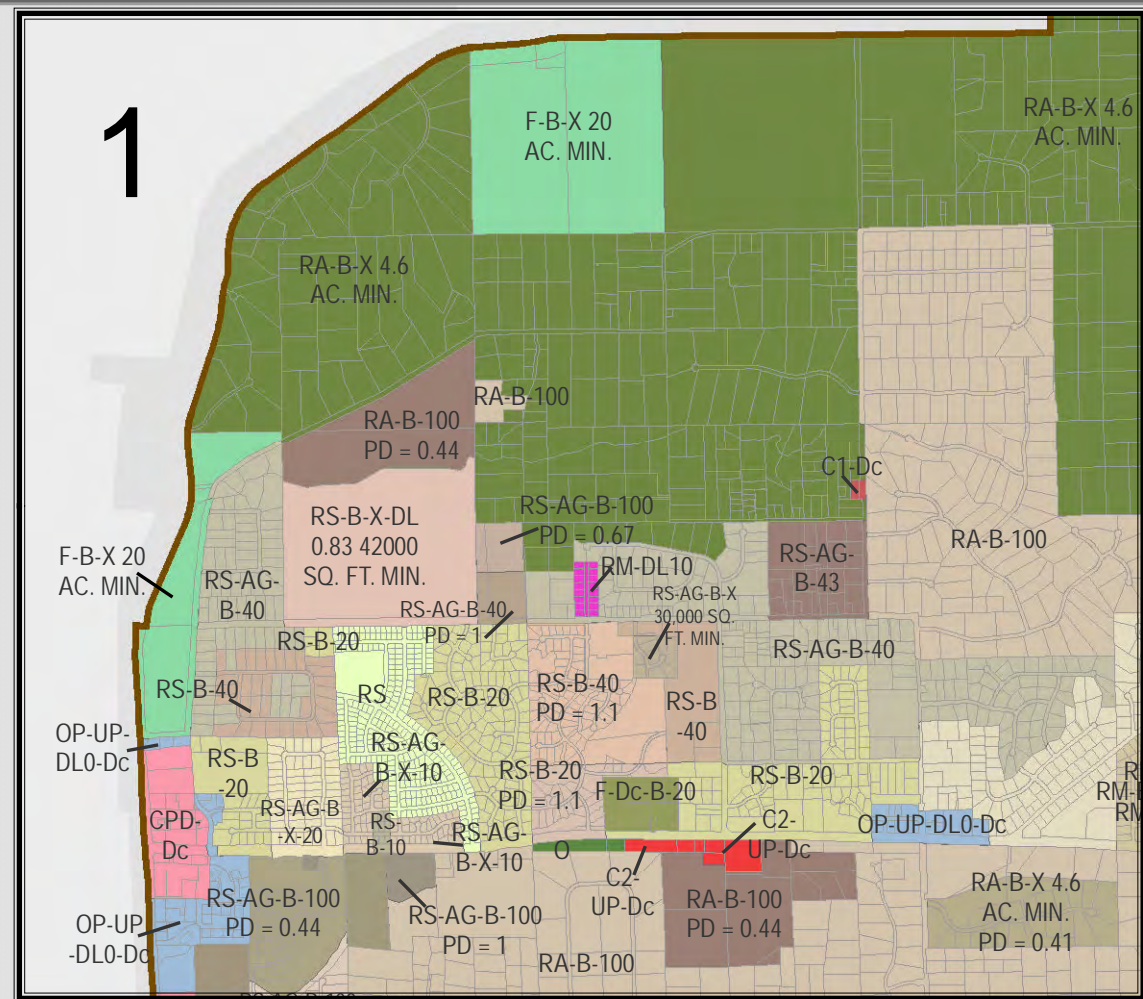 1
F-B-X 20
AC. MIN.
RA-B-X 4.6
AC. MIN.
RA-B-X 4.6
AC. MIN.
RA-B-100
PD = 0.44
RA-B-100
C1-Dc
RS-AG-B-100
PD = 0.67
RS-B-X-DL
0.83 42000
SQ. FT. MIN.
RA-B-100
F-B-X 20
AC. MIN.
RS-AG-
B-40
RM-DL10
RS-AG-
B-43
RS-AG-B-X
30,000 SQ.
FT. MIN.
RS-AG-B-40
PD = 1
RS-B-20
RS-AG-B-40
RS-B-40
RS
RS-B-20
RS-B-40
PD = 1.1
RS-B
-40
OP-UP-
DL0-Dc
RS-AG-
B-X-10
RS-B
-20
RS-B-20
PD = 1.1
F-Dc-B-20
RS-B-20
RS-AG-B
-X-20
CPD-
Dc
RS-
B-10
RS-AG-
B-X-10
O
C2-
UP-Dc
OP-UP-DL0-Dc
C2-
UP-Dc
RS-AG-B-100
PD = 0.44
RS-AG-B-100
PD = 1
RA-B-100
PD = 0.44
RA-B-X 4.6
AC. MIN.
PD = 0.41
OP-UP
-DL0-Dc
RA-B-100